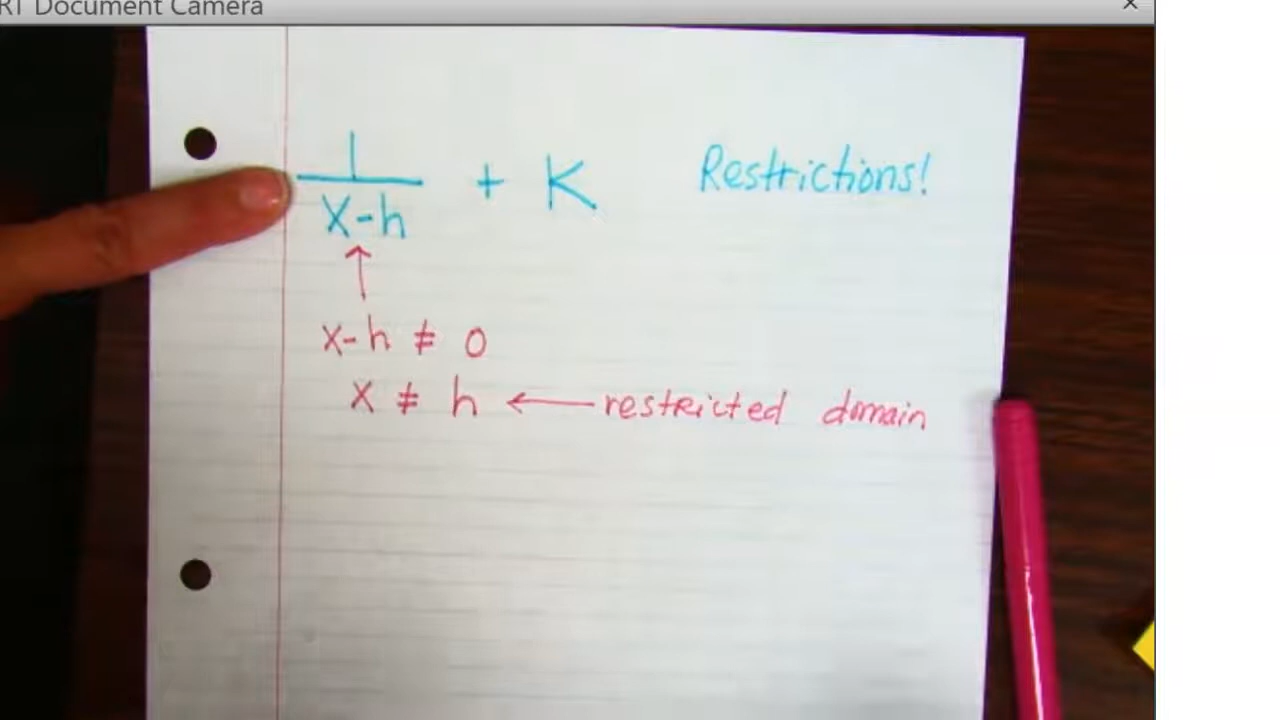 RT Document Camera
1/(x-h) + K Restrictions!
x-h ≠ 0
x ≠ h ← restricted domain